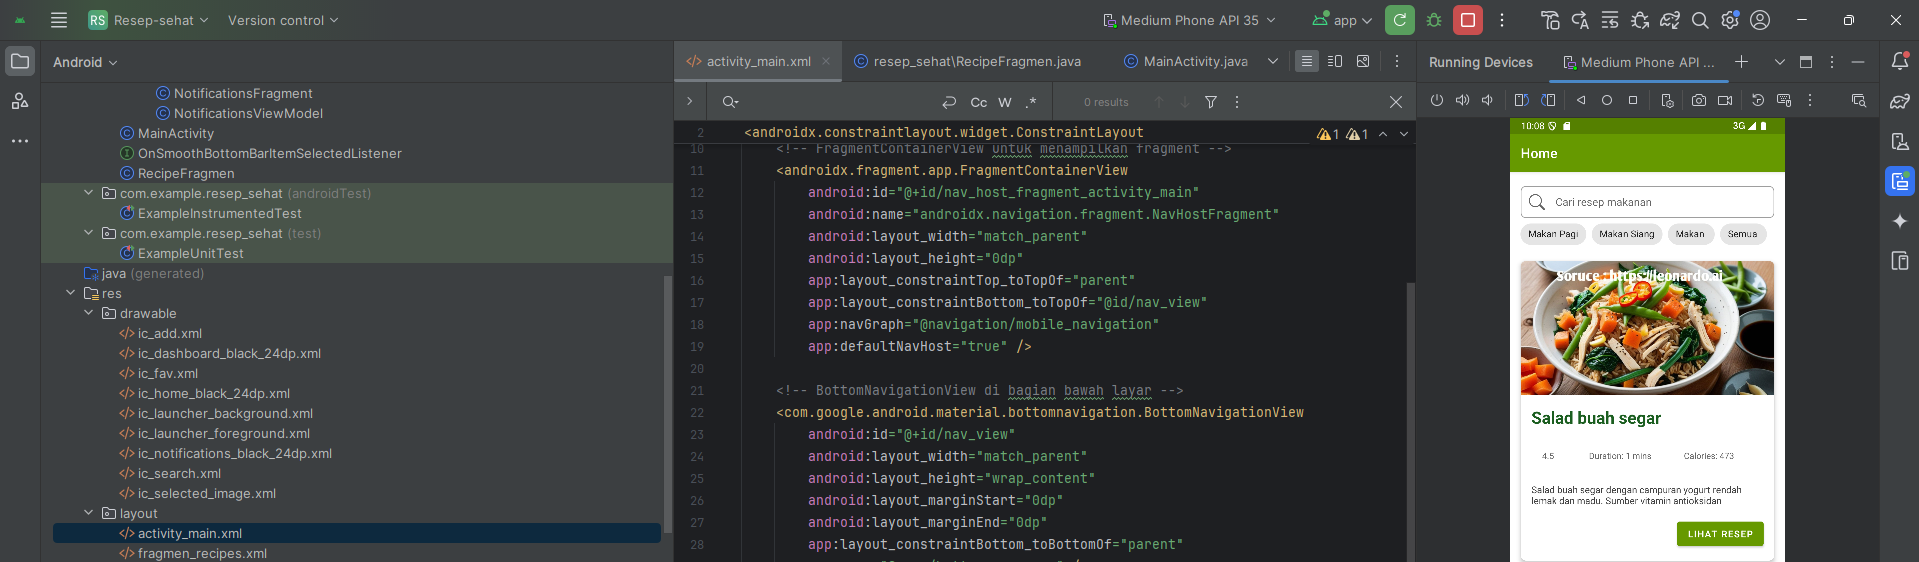 RS Resep-sehat Version control Medium Phone API 35 app
Android
NotificationsFragment
NotificationsViewModel
MainActivity
OnSmoothBottomBarItemSelectedListener
RecipeFragmen
com.example.resep_sehat (androidTest)
ExampleInstrumentedTest
com.example.resep_sehat (test)
ExampleUnitTest
java (generated)
res
drawable
ic_add.xml
ic_dashboard_black_24dp.xml
ic_fav.xml
ic_home_black_24dp.xml
ic_launcher_background.xml
ic_launcher_foreground.xml
ic_notifications_black_24dp.xml
ic_search.xml
ic_selected_image.xml
layout
activity_main.xml
fragmen_recipes.xml
activity_main.xml resep_sehat\RecipeFragmen.java MainActivity.java
Cc W .* 0 results
2 <androidx.constraintlayout.widget.ConstraintLayout 1 1
10 <!-- FragmentContainerView untuk menampilkan fragment -->
11 <androidx.fragment.app.FragmentContainerView
12 android:id="@+id/nav_host_fragment_activity_main"
13 android:name="androidx.navigation.fragment.NavHostFragment"
14 android:layout_width="match_parent"
15 android:layout_height="0dp"
16 app:layout_constraintTop_toTopOf="parent"
17 app:layout_constraintBottom_toTopOf="@id/nav_view"
18 app:navGraph="@navigation/mobile_navigation"
19 app:defaultNavHost="true" />
20
21 <!-- BottomNavigationView di bagian bawah layar -->
22 <com.google.android.material.bottomnavigation.BottomNavigationView
23 android:id="@+id/nav_view"
24 android:layout_width="match_parent"
25 android:layout_height="wrap_content"
26 android:layout_marginStart="0dp"
27 android:layout_marginEnd="0dp"
28 app:layout_constraintBottom_toBottomOf="parent"
Running Devices Medium Phone API ...
10:08 3G
Home
Cari resep makanan
Makan Pagi Makan Siang Makan Semua
Soruce : https://leonardo.ai
Salad buah segar
4.5 Duration: 1 mins Calories: 473
Salad buah segar dengan campuran yogurt rendah
lemak dan madu. Sumber vitamin antioksidan
LIHAT RESEP